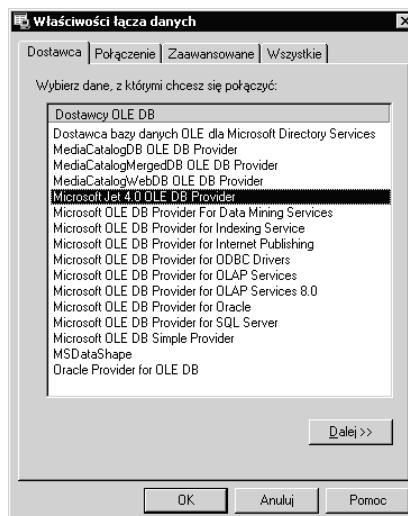 Właściwości łącza danych
Dostawca Połączenie Zaawansowane Wszystkie
Wybierz dane, z którymi chcesz się połączyć:
Dostawcy OLE DB
Dostawca bazy danych OLE dla Microsoft Directory Services
MediaCatalogDB OLE DB Provider
MediaCatalogMergedDB OLE DB Provider
MediaCatalogWebDB OLE DB Provider
Microsoft Jet 4.0 OLE DB Provider
Microsoft OLE DB Provider For Data Mining Services
Microsoft OLE DB Provider for Indexing Service
Microsoft OLE DB Provider for Internet Publishing
Microsoft OLE DB Provider for ODBC Drivers
Microsoft OLE DB Provider for OLAP Services
Microsoft OLE DB Provider for OLAP Services 8.0
Microsoft OLE DB Provider for Oracle
Microsoft OLE DB Provider for SQL Server
Microsoft OLE DB Simple Provider
MSDataShape
Oracle Provider for OLE DB
Dalej >>
OK Anuluj Pomoc